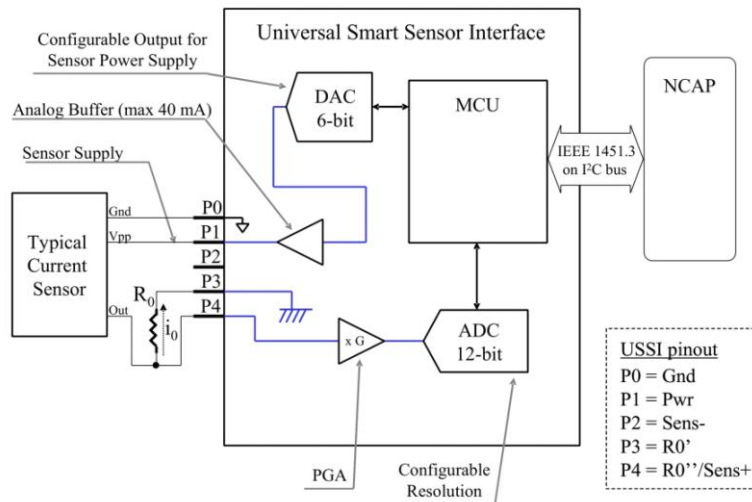 Universal Smart Sensor Interface
Configurable Output for
Sensor Power Supply
DAC
6-bit
MCU
NCAP
Analog Buffer (max 40 mA)
IEEE 1451.3
on I²C bus
Sensor Supply
Typical
Current
Sensor
Gnd
Vpp
Out
P0
P1
P2
P3
P4
R₀
i₀
x G
ADC
12-bit
PGA
Configurable
Resolution
USSI pinout
P0 = Gnd
P1 = Pwr
P2 = Sens-
P3 = R0'
P4 = R0''/Sens+